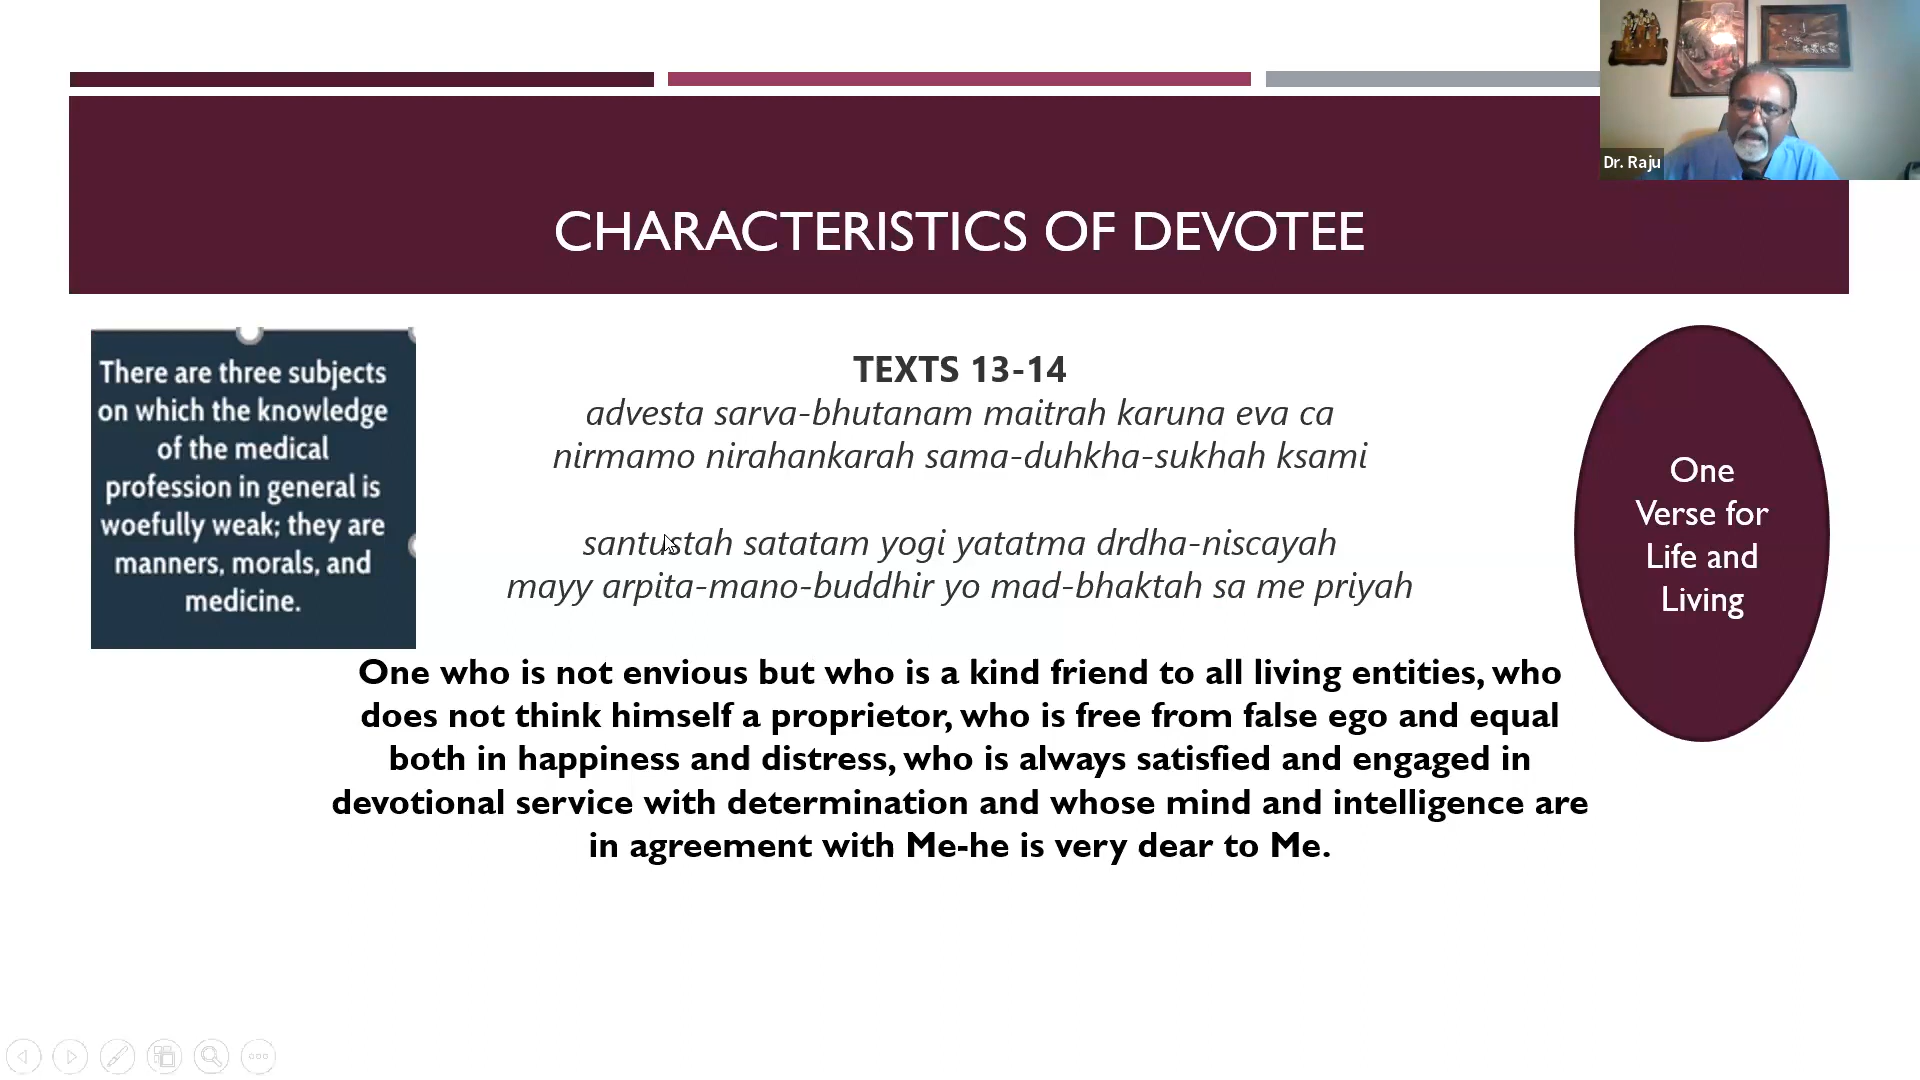 Dr. Raju
CHARACTERISTICS OF DEVOTEE
There are three subjects
on which the knowledge
of the medical
profession in general is
woefully weak; they are
manners, morals, and
medicine.
TEXTS 13-14
advesta sarva-bhutanam maitrah karuna eva ca
nirmamo nirahankarah sama-duhkha-sukhah ksami
santustah satatam yogi yatatma drdha-niscayah
mayy arpita-mano-buddhir yo mad-bhaktah sa me priyah
One who is not envious but who is a kind friend to all living entities, who
does not think himself a proprietor, who is free from false ego and equal
both in happiness and distress, who is always satisfied and engaged in
devotional service with determination and whose mind and intelligence are
in agreement with Me-he is very dear to Me.
One
Verse for
Life and
Living